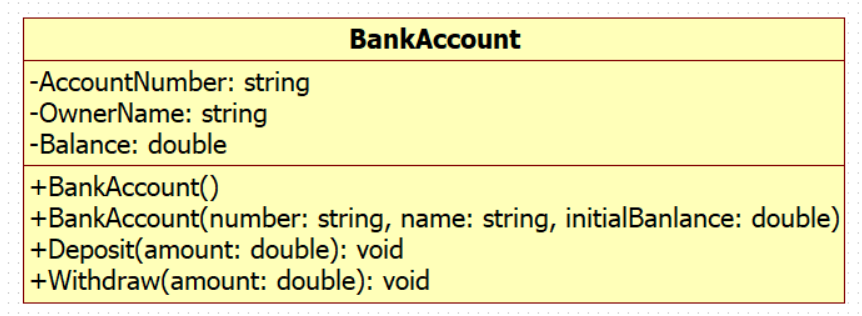 BankAccount
-AccountNumber: string
-OwnerName: string
-Balance: double
+BankAccount()
+BankAccount(number: string, name: string, initialBanlance: double)
+Deposit(amount: double): void
+Withdraw(amount: double): void